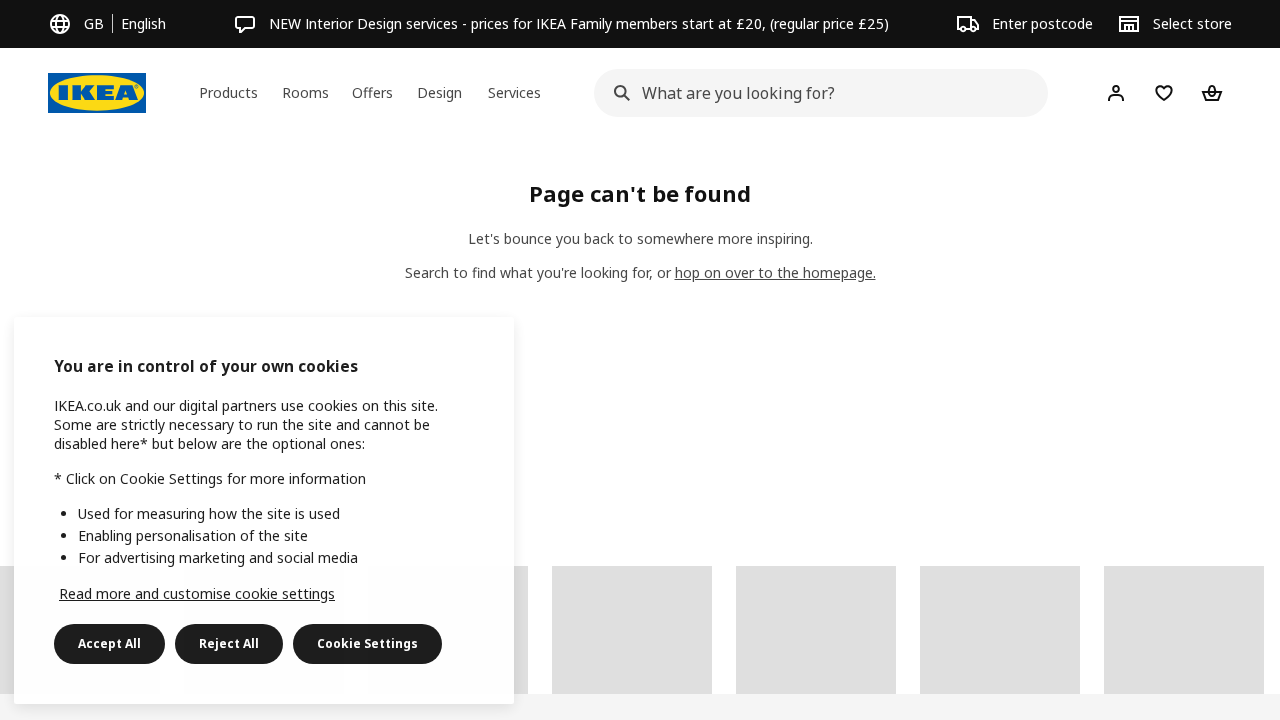 GB English
NEW Interior Design services - prices for IKEA Family members start at £20, (regular price £25)
Enter postcode
Select store
IKEA
Products Rooms Offers Design Services
What are you looking for?
Page can't be found
Let's bounce you back to somewhere more inspiring.
Search to find what you're looking for, or hop on over to the homepage.
You are in control of your own cookies
IKEA.co.uk and our digital partners use cookies on this site.
Some are strictly necessary to run the site and cannot be
disabled here* but below are the optional ones:
* Click on Cookie Settings for more information
Used for measuring how the site is used
Enabling personalisation of the site
For advertising marketing and social media
Read more and customise cookie settings
Accept All Reject All Cookie Settings